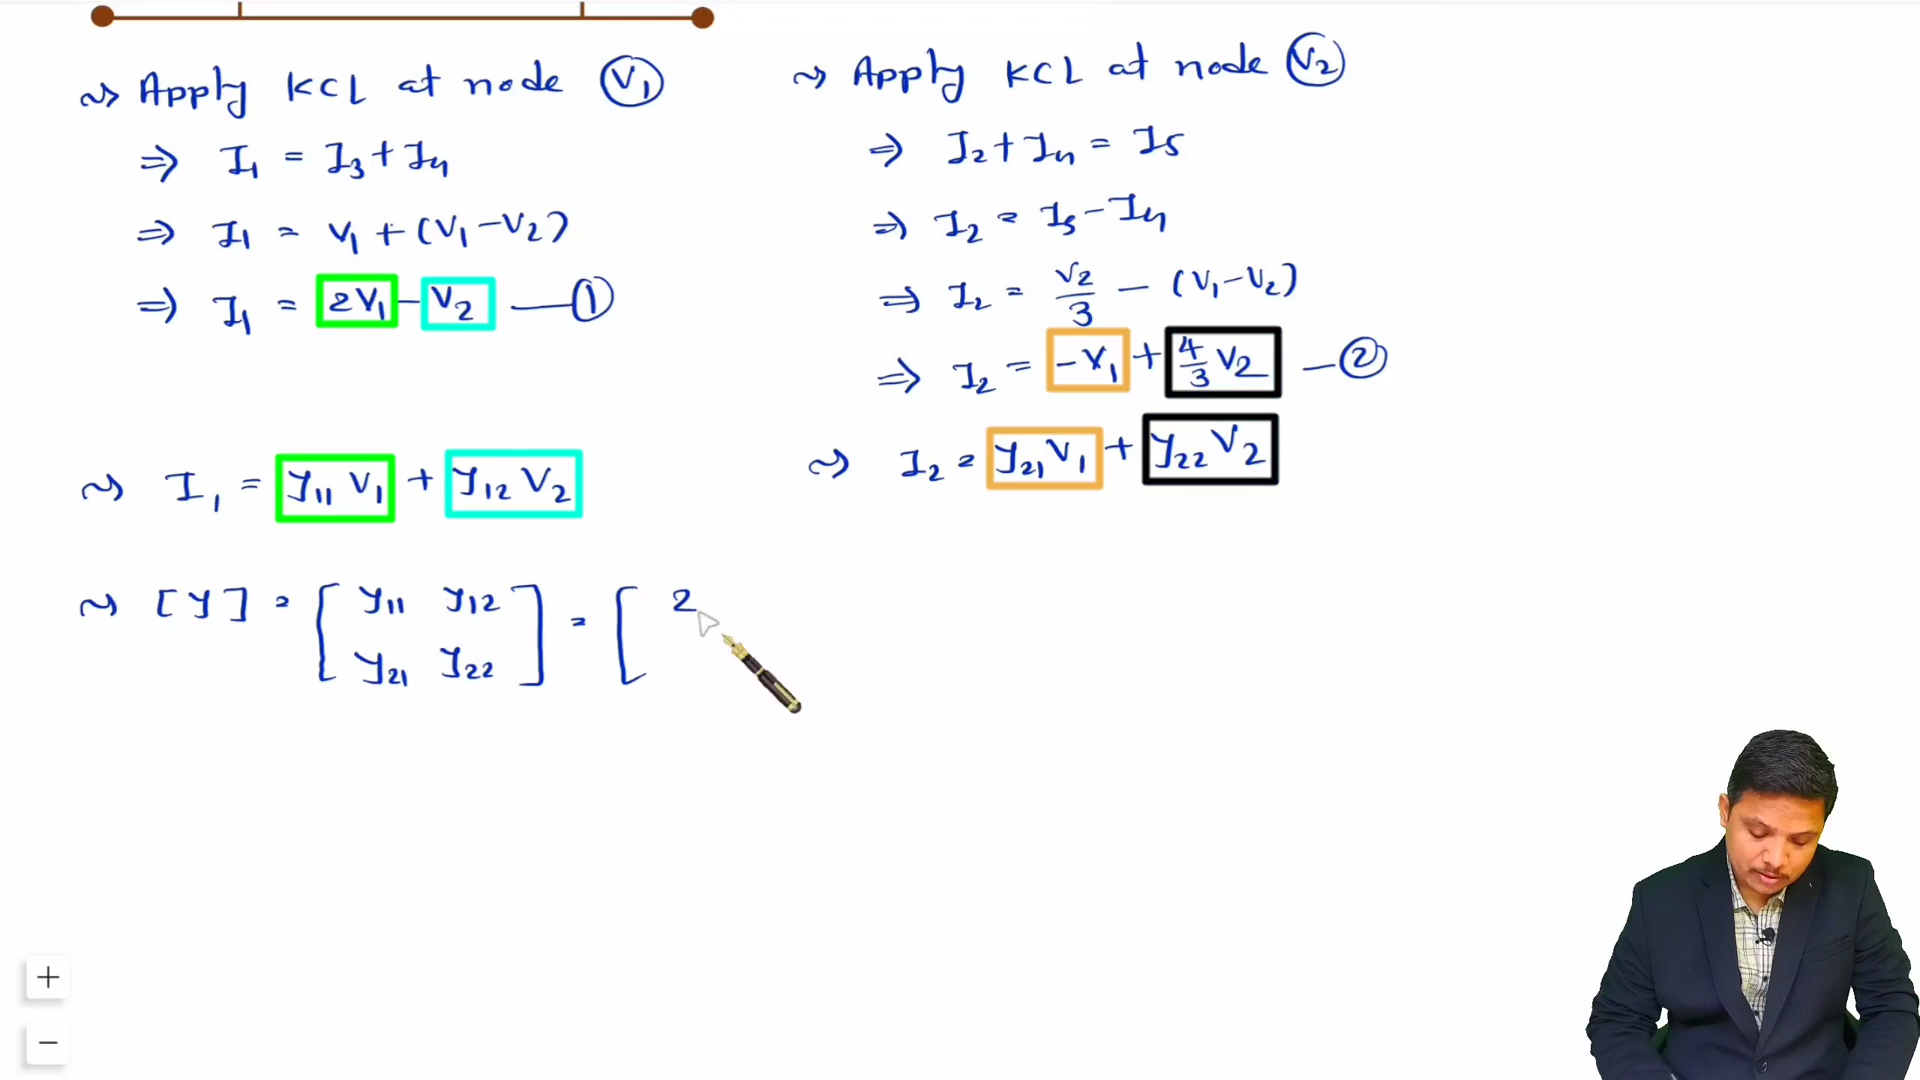 ~> Apply KCL at node V1
=> I1 = I3 + I4
=> I1 = V1 + (V1 - V2)
=> I1 = 2V1 - V2 —①
~> I1 = Y11 V1 + Y12 V2
~> Apply KCL at node V2
=> I2 + I4 = I5
=> I2 = I5 - I4
=> I2 = V2/3 - (V1 - V2)
=> I2 = -V1 + 4/3 V2 —②
~> I2 = Y21 V1 + Y22 V2
~> [Y] = [ Y11 Y12 ] = [ 2
Y21 Y22
+
−